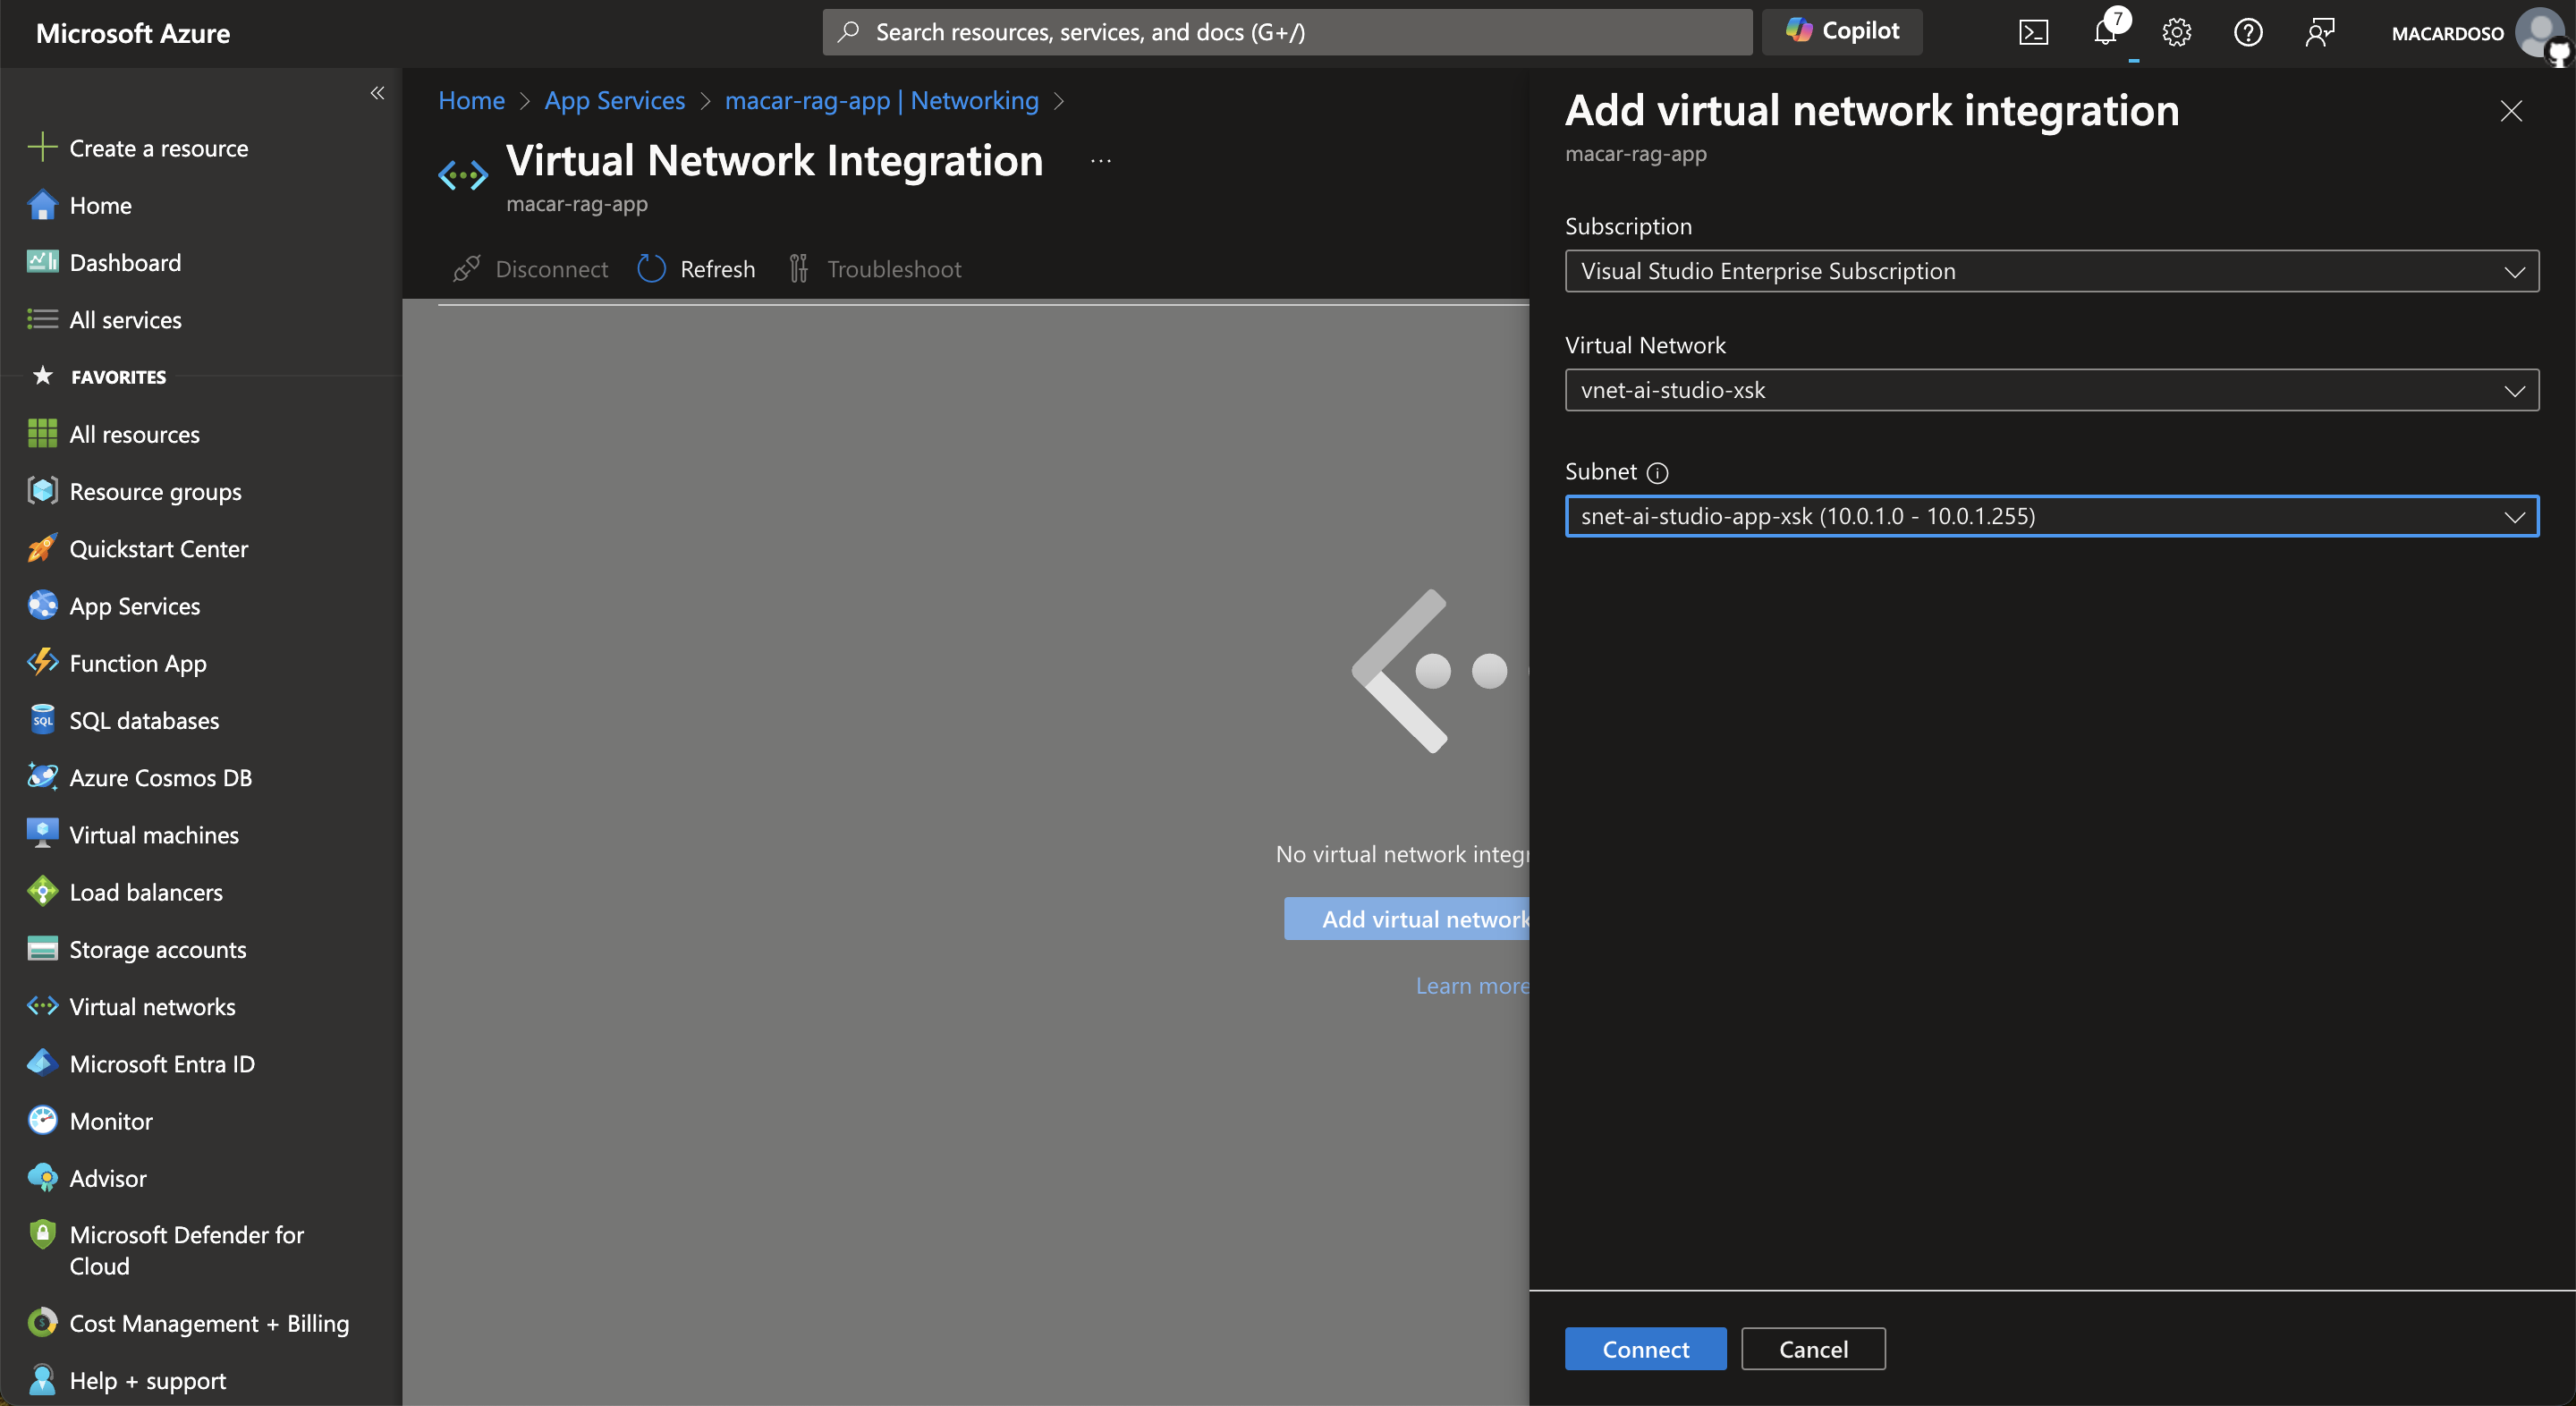 Microsoft Azure
Search resources, services, and docs (G+/)
Copilot
7
MACARDOSO
Create a resource
Home
Dashboard
All services
FAVORITES
All resources
Resource groups
Quickstart Center
App Services
Function App
SQL
SQL databases
Azure Cosmos DB
Virtual machines
Load balancers
Storage accounts
Virtual networks
Microsoft Entra ID
Monitor
Advisor
Microsoft Defender for
Cloud
Cost Management + Billing
Help + support
Home > App Services > macar-rag-app | Networking >
Virtual Network Integration ...
macar-rag-app
Disconnect Refresh Troubleshoot
No virtual network integr
Add virtual network
Learn more
Add virtual network integration
macar-rag-app
Subscription
Visual Studio Enterprise Subscription
Virtual Network
vnet-ai-studio-xsk
Subnet
snet-ai-studio-app-xsk (10.0.1.0 - 10.0.1.255)
Connect Cancel